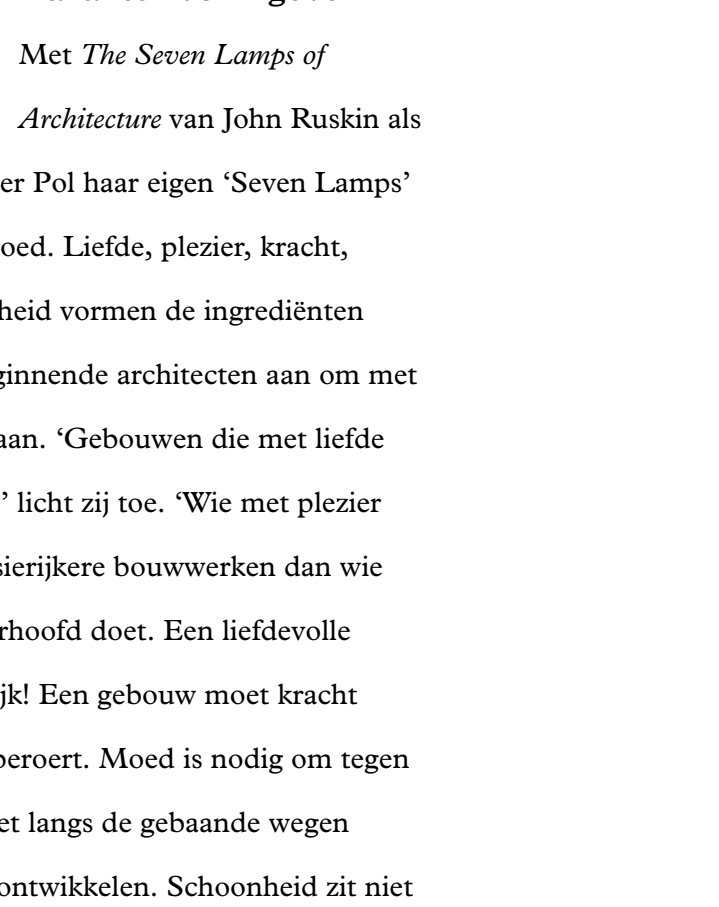 Met The Seven Lamps of
Architecture van John Ruskin als
er Pol haar eigen ‘Seven Lamps’
oed. Liefde, plezier, kracht,
heid vormen de ingrediënten
ginnende architecten aan om met
aan. ‘Gebouwen die met liefde
’ licht zij toe. ‘Wie met plezier
sierijkere bouwwerken dan wie
rhoofd doet. Een liefdevolle
jk! Een gebouw moet kracht
beroert. Moed is nodig om tegen
et langs de gebaande wegen
ontwikkelen. Schoonheid zit niet